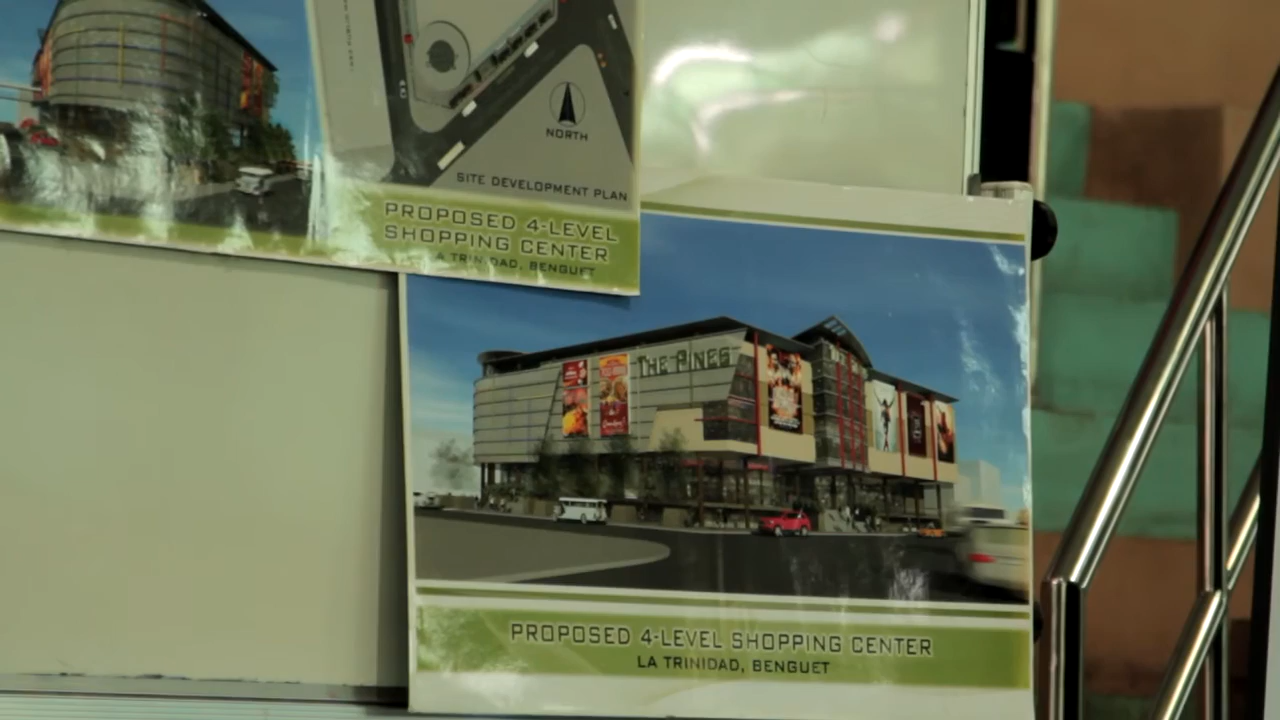 NORTH
SITE DEVELOPMENT PLAN
PROPOSED 4-LEVEL
SHOPPING CENTER
A TRINIDAD, BENGUET
THE PINES
PROPOSED 4-LEVEL SHOPPING CENTER
LA TRINIDAD, BENGUET